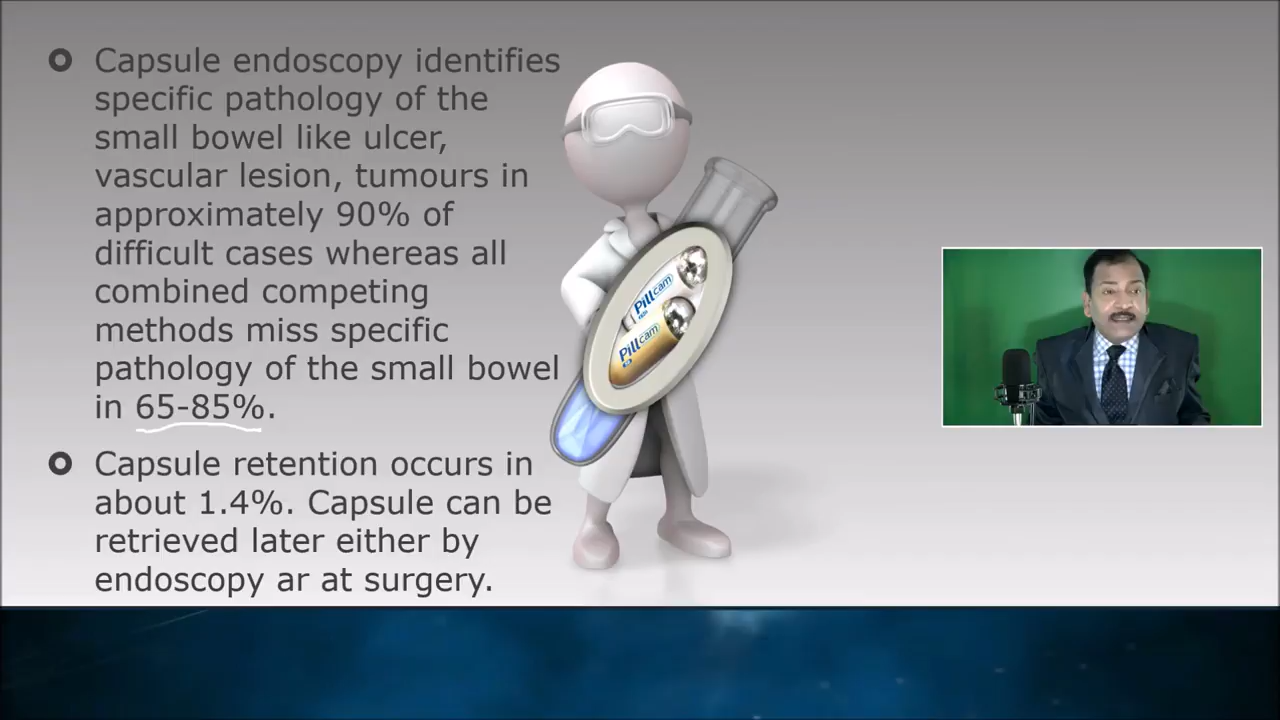 Capsule endoscopy identifies
specific pathology of the
small bowel like ulcer,
vascular lesion, tumours in
approximately 90% of
difficult cases whereas all
combined competing
methods miss specific
pathology of the small bowel
in 65-85%.
Capsule retention occurs in
about 1.4%. Capsule can be
retrieved later either by
endoscopy ar at surgery.
Pillcam
Pillcam